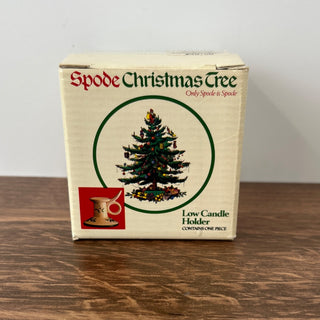 Spode Christmas Tree
Only Spode is Spode
Low Candle
Holder
CONTAINS ONE PIECE